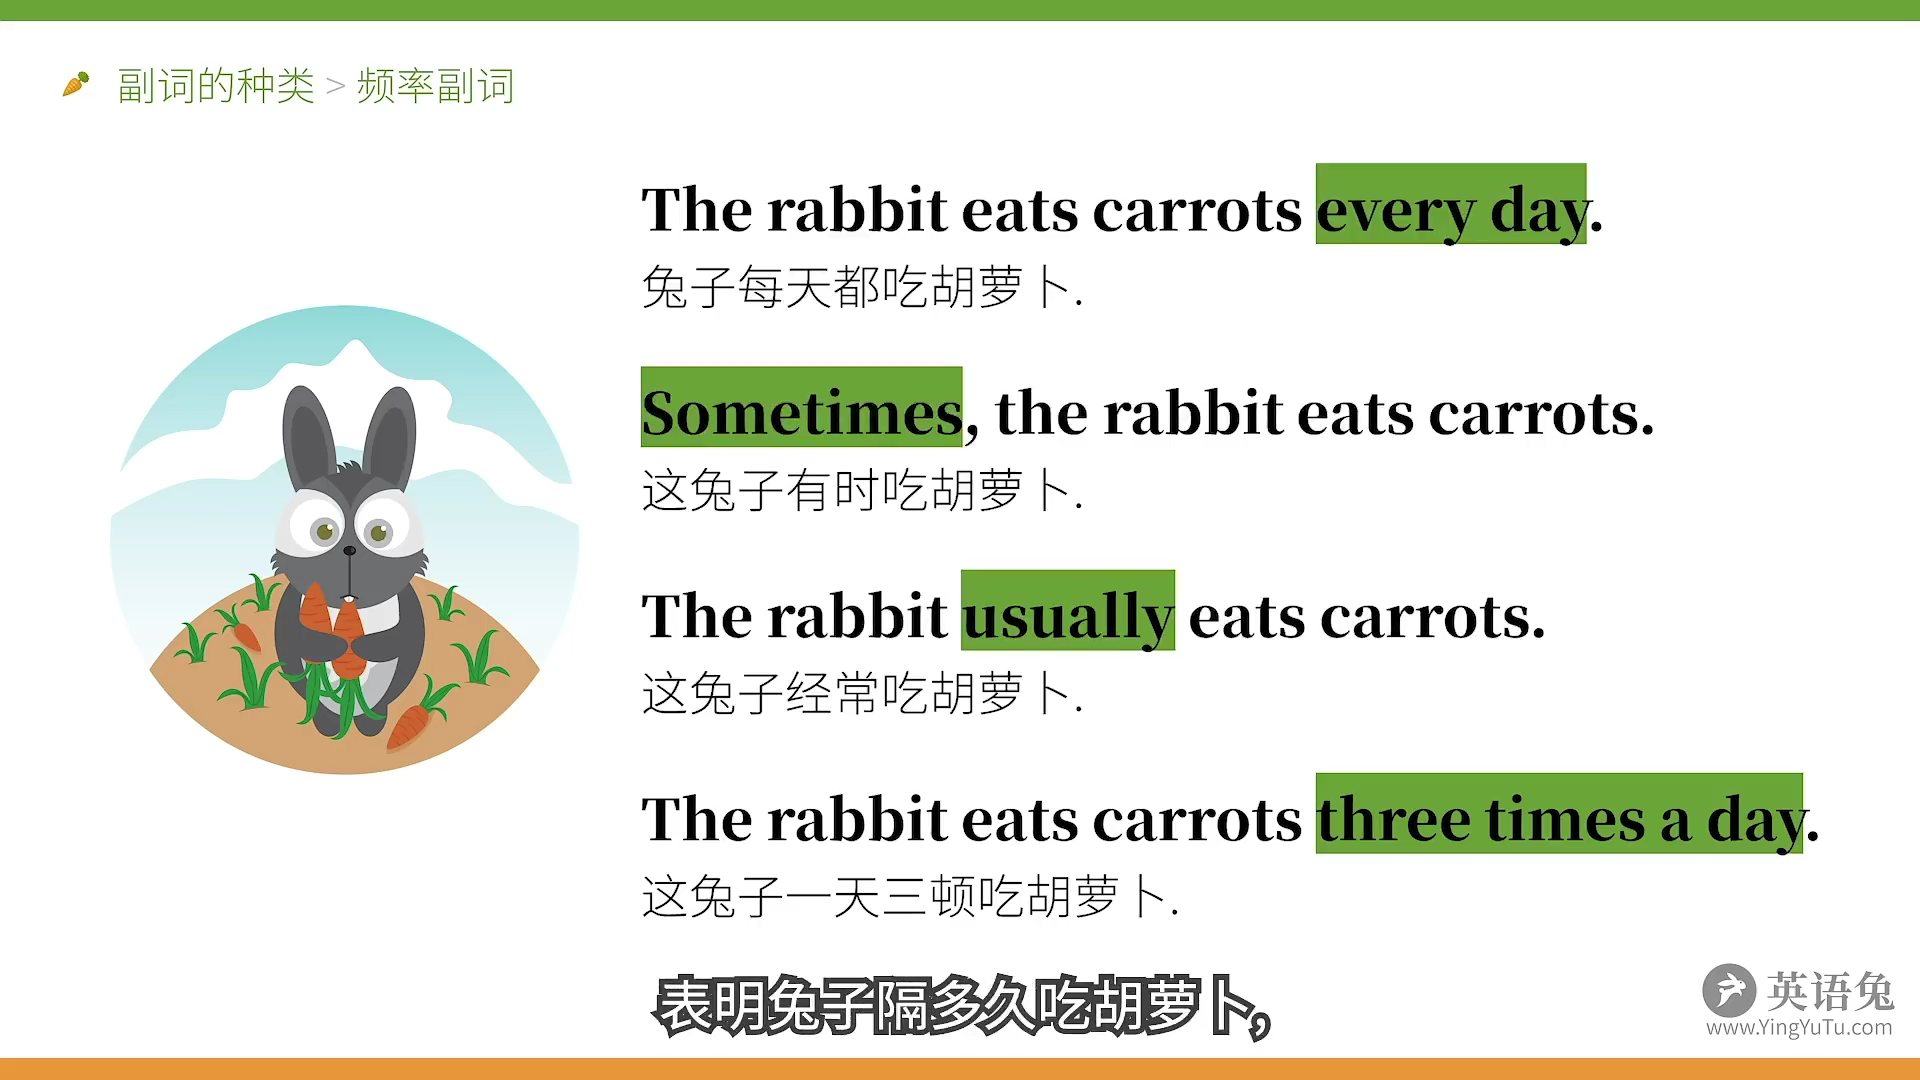 副词的种类 > 频率副词
The rabbit eats carrots every day.
兔子每天都吃胡萝卜.
Sometimes, the rabbit eats carrots.
这兔子有时吃胡萝卜.
The rabbit usually eats carrots.
这兔子经常吃胡萝卜.
The rabbit eats carrots three times a day.
这兔子一天三顿吃胡萝卜.
表明兔子隔多久吃胡萝卜,
英语兔
www.YingYuTu.com